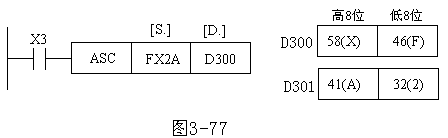 高8位 低8位
X3 [S.] [D.]
ASC FX2A D300
D300 58(X) 46(F)
D301 41(A) 32(2)
图3-77